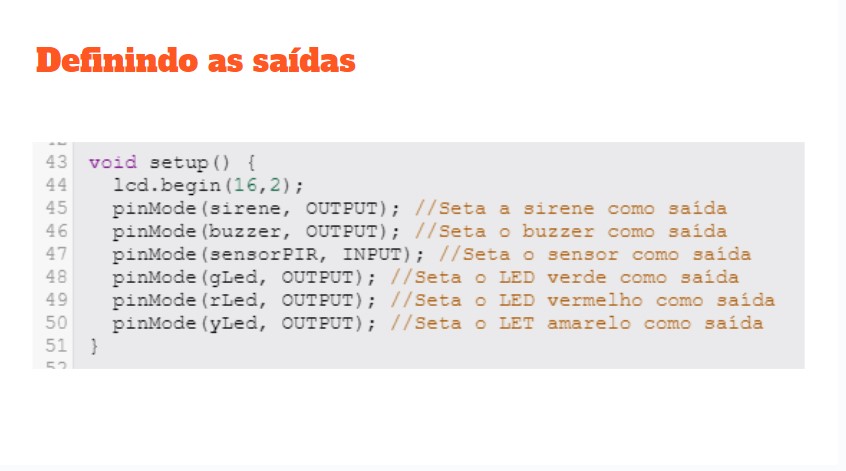 Definindo as saídas
43 void setup() {
44 lcd.begin(16,2);
45 pinMode(sirene, OUTPUT); //Seta a sirene como saída
46 pinMode(buzzer, OUTPUT); //Seta o buzzer como saída
47 pinMode(sensorPIR, INPUT); //Seta o sensor como saída
48 pinMode(gLed, OUTPUT); //Seta o LED verde como saída
49 pinMode(rLed, OUTPUT); //Seta o LED vermelho como saída
50 pinMode(yLed, OUTPUT); //Seta o LET amarelo como saída
51 }